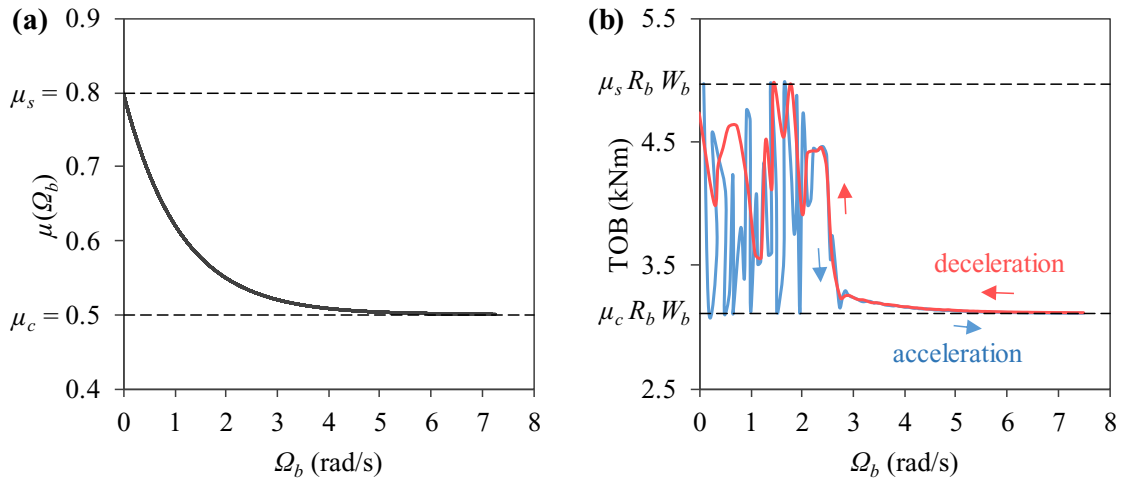 (a)
0.9
μs = 0.8
0.7
μ(Ωb)
0.6
μc = 0.5
0.4
0 1 2 3 4 5 6 7 8
Ωb (rad/s)
(b)
5.5
μs Rb Wb
4.5
TOB (kNm)
3.5
μc Rb Wb
2.5
deceleration
acceleration
0 1 2 3 4 5 6 7 8
Ωb (rad/s)